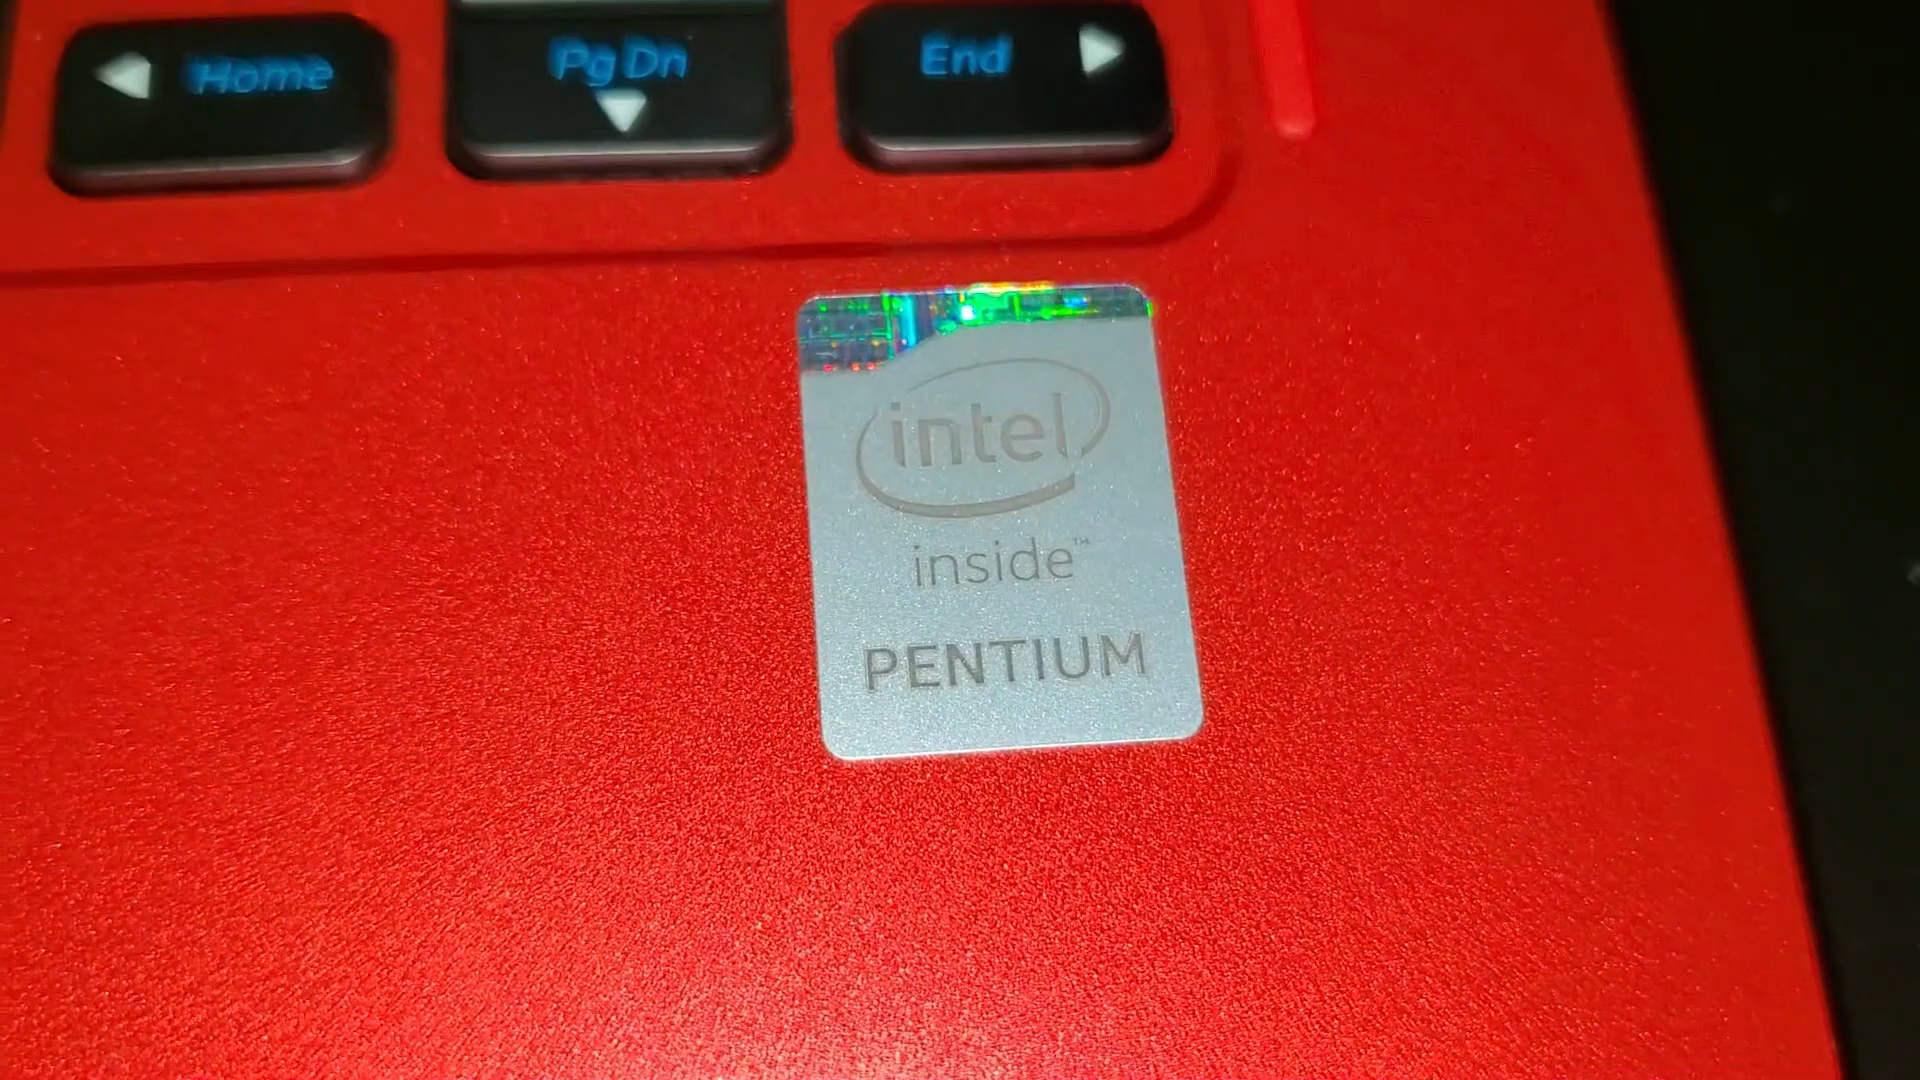 Home
Pg Dn
End
intel
inside™
PENTIUM